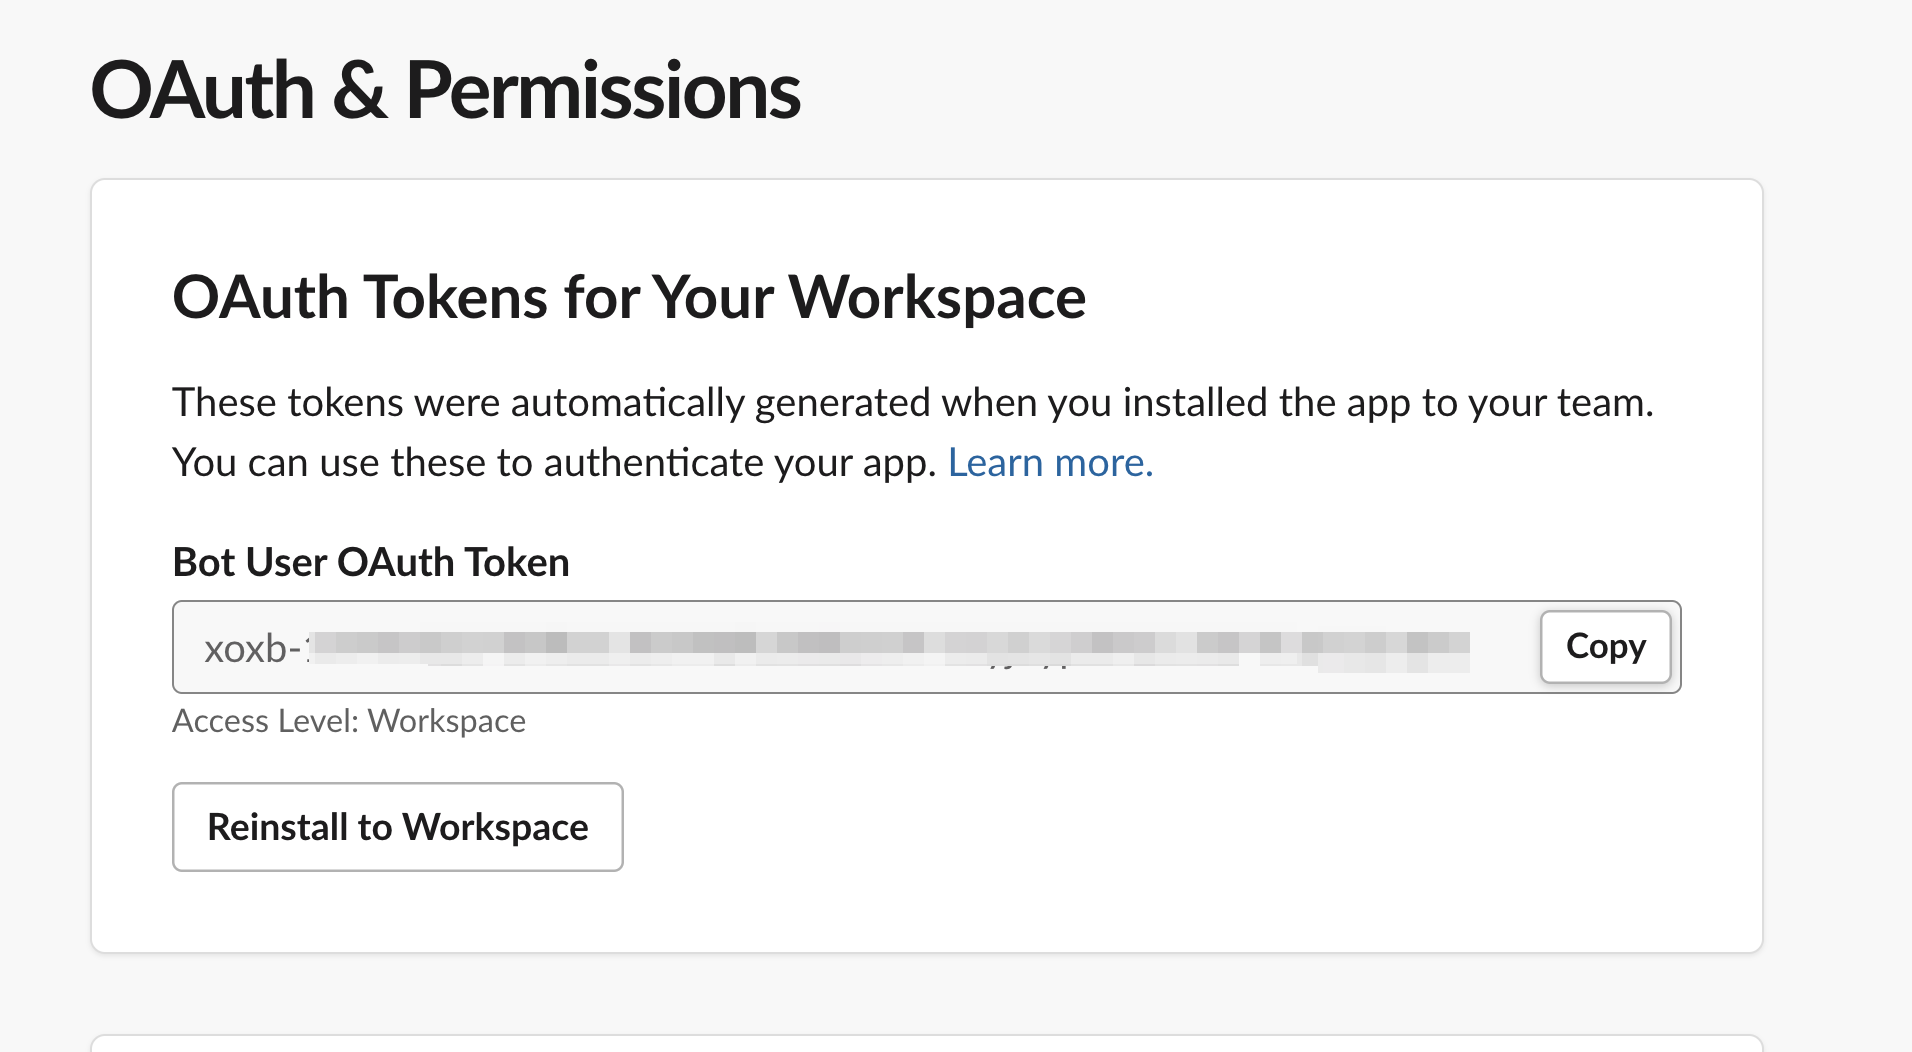 OAuth & Permissions
OAuth Tokens for Your Workspace
These tokens were automatically generated when you installed the app to your team.
You can use these to authenticate your app. Learn more.
Bot User OAuth Token
xoxb-
Copy
Access Level: Workspace
Reinstall to Workspace